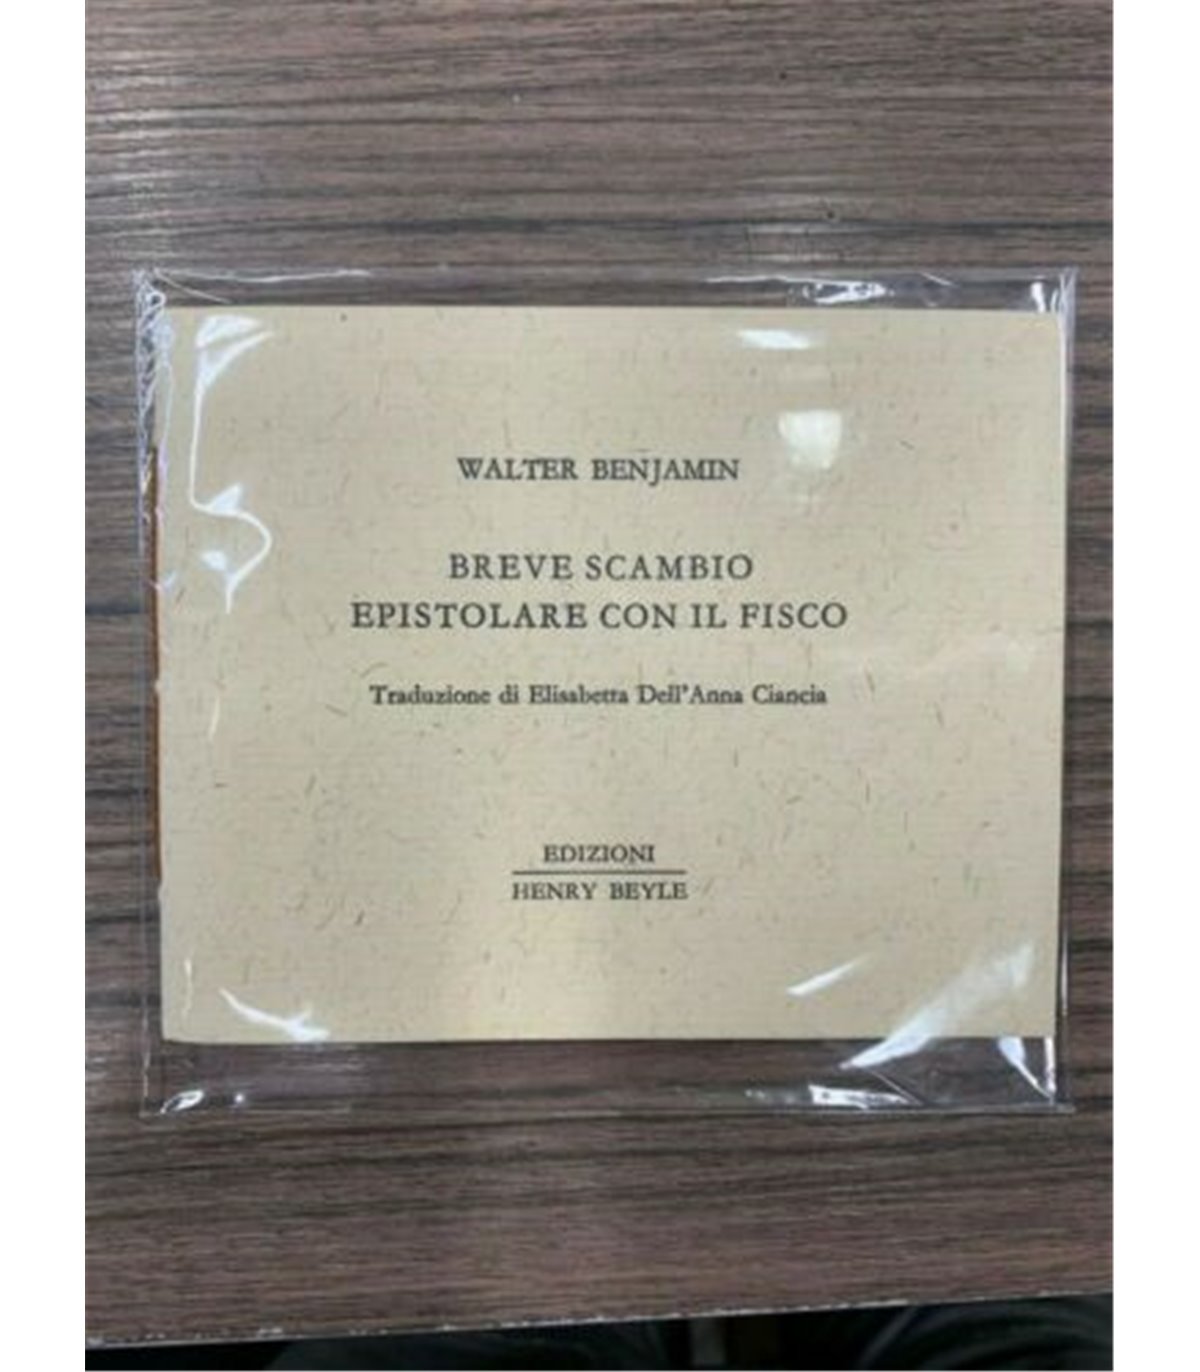 WALTER BENJAMIN
BREVE SCAMBIO
EPISTOLARE CON IL FISCO
Traduzione di Elisabetta Dell'Anna Ciancia
EDIZIONI
HENRY BEYLE